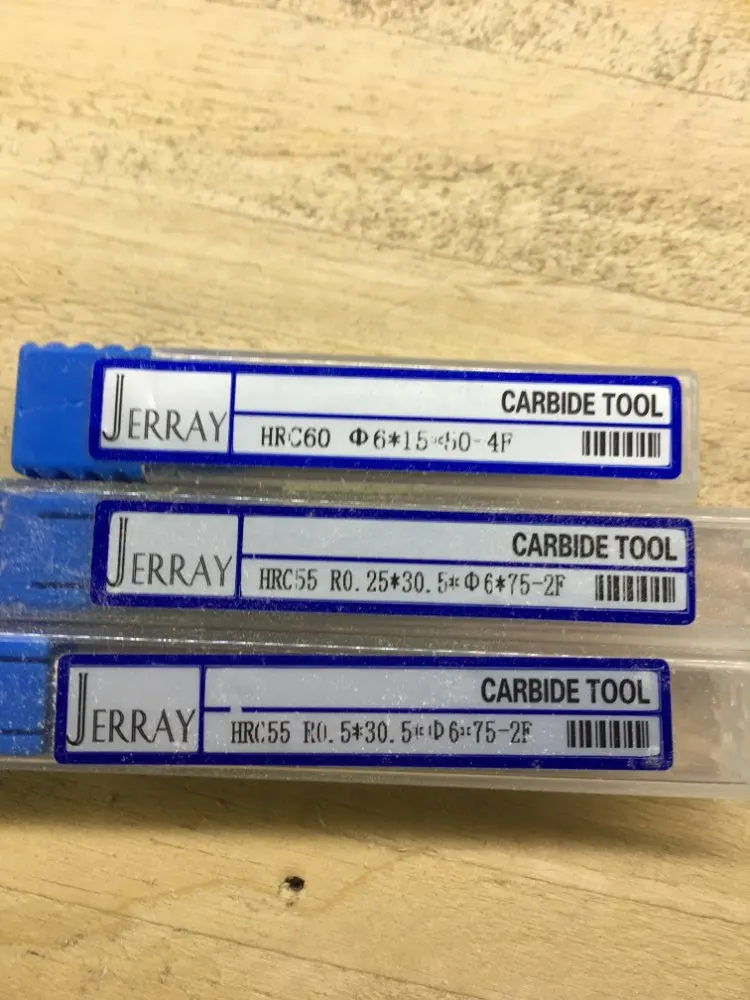 CARBIDE TOOL
JERRAY
HRC60 Φ6*15*50-4F
CARBIDE TOOL
JERRAY
HRC55 R0.25*30.5*Φ6*75-2F
CARBIDE TOOL
JERRAY
HRC55 R0.5*30.5*Φ6*75-2F